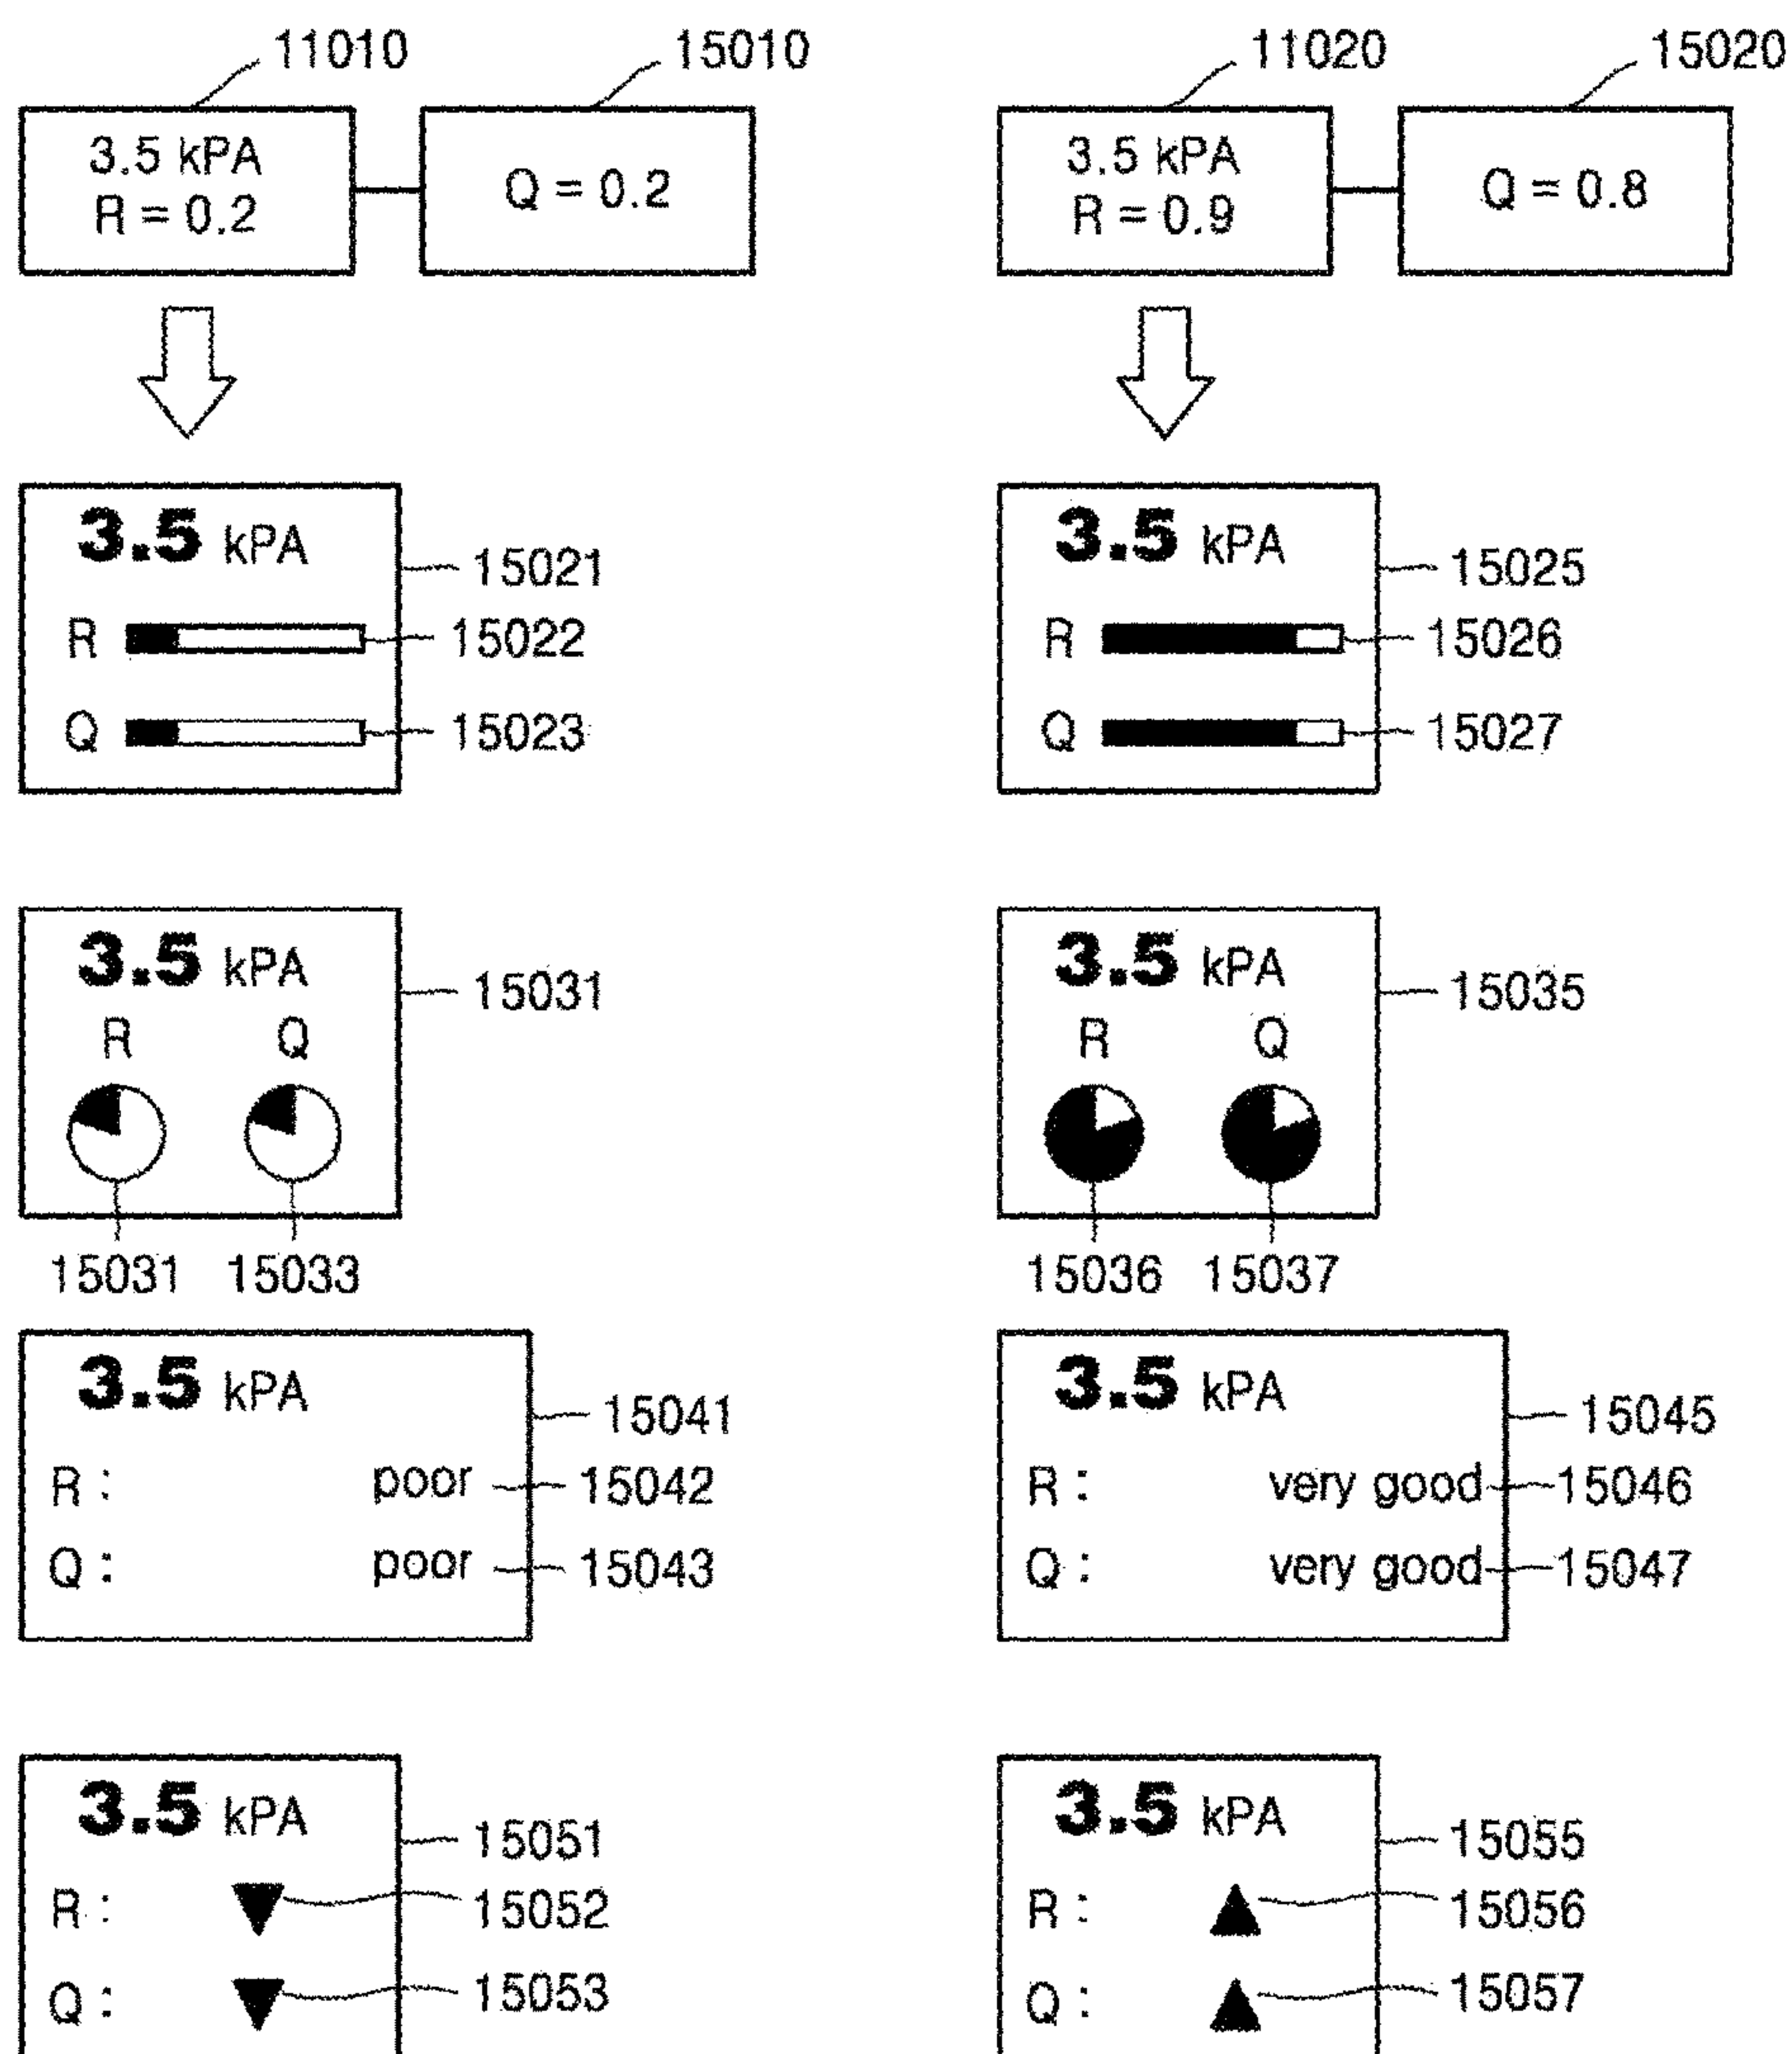 11010 15010 11020 15020
3.5 kPA
R = 0.2
Q = 0.2
3.5 kPA
R = 0.9
Q = 0.8
3.5 kPA
15021
R 15022
Q 15023
3.5 kPA
15025
R 15026
Q 15027
3.5 kPA
15031
R Q
15031 15033
3.5 kPA
15035
R Q
15036 15037
3.5 kPA
15041
R : poor 15042
Q : poor 15043
3.5 kPA
15045
R : very good 15046
Q : very good 15047
3.5 kPA
15051
R : 15052
Q : 15053
3.5 kPA
15055
R : 15056
Q : 15057